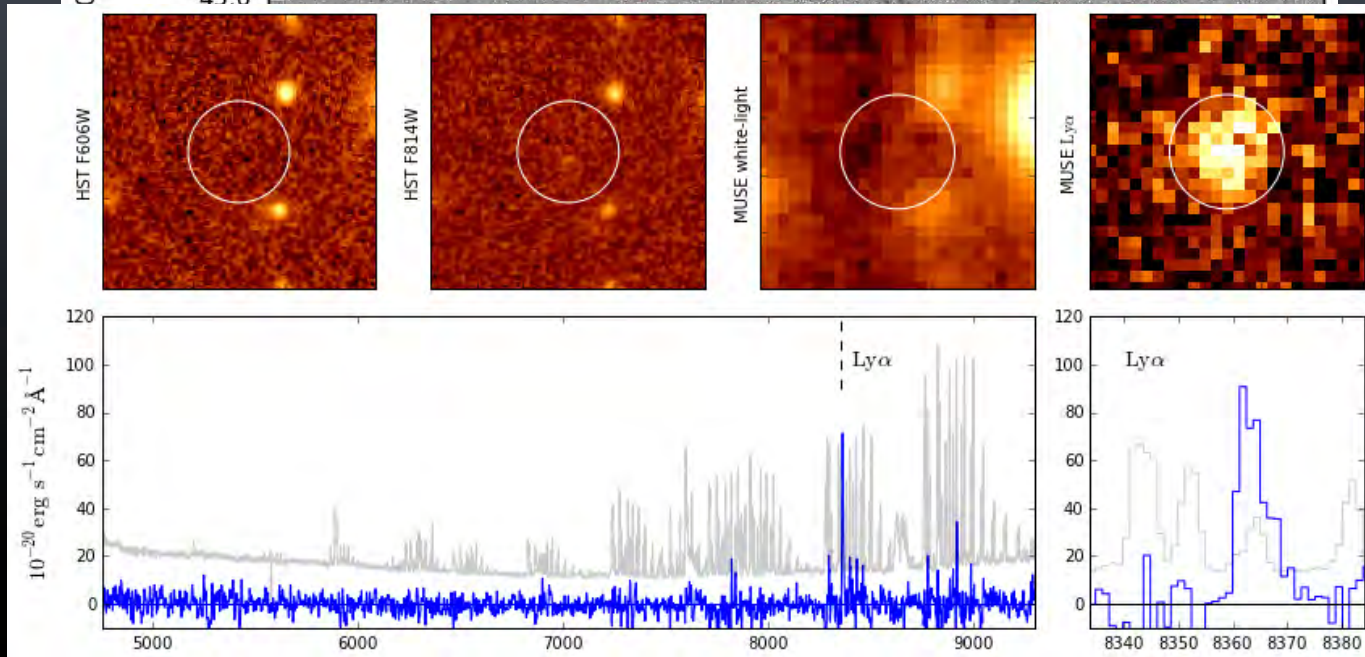 45.0
HST F606W
HST F814W
MUSE white-light
MUSE Lyα
120
100
80
60
40
20
0
10⁻²⁰ erg s⁻¹ cm⁻² Å⁻¹
Lyα
5000 6000 7000 8000 9000
120
100
80
60
40
20
0
Lyα
8340 8350 8360 8370 8380